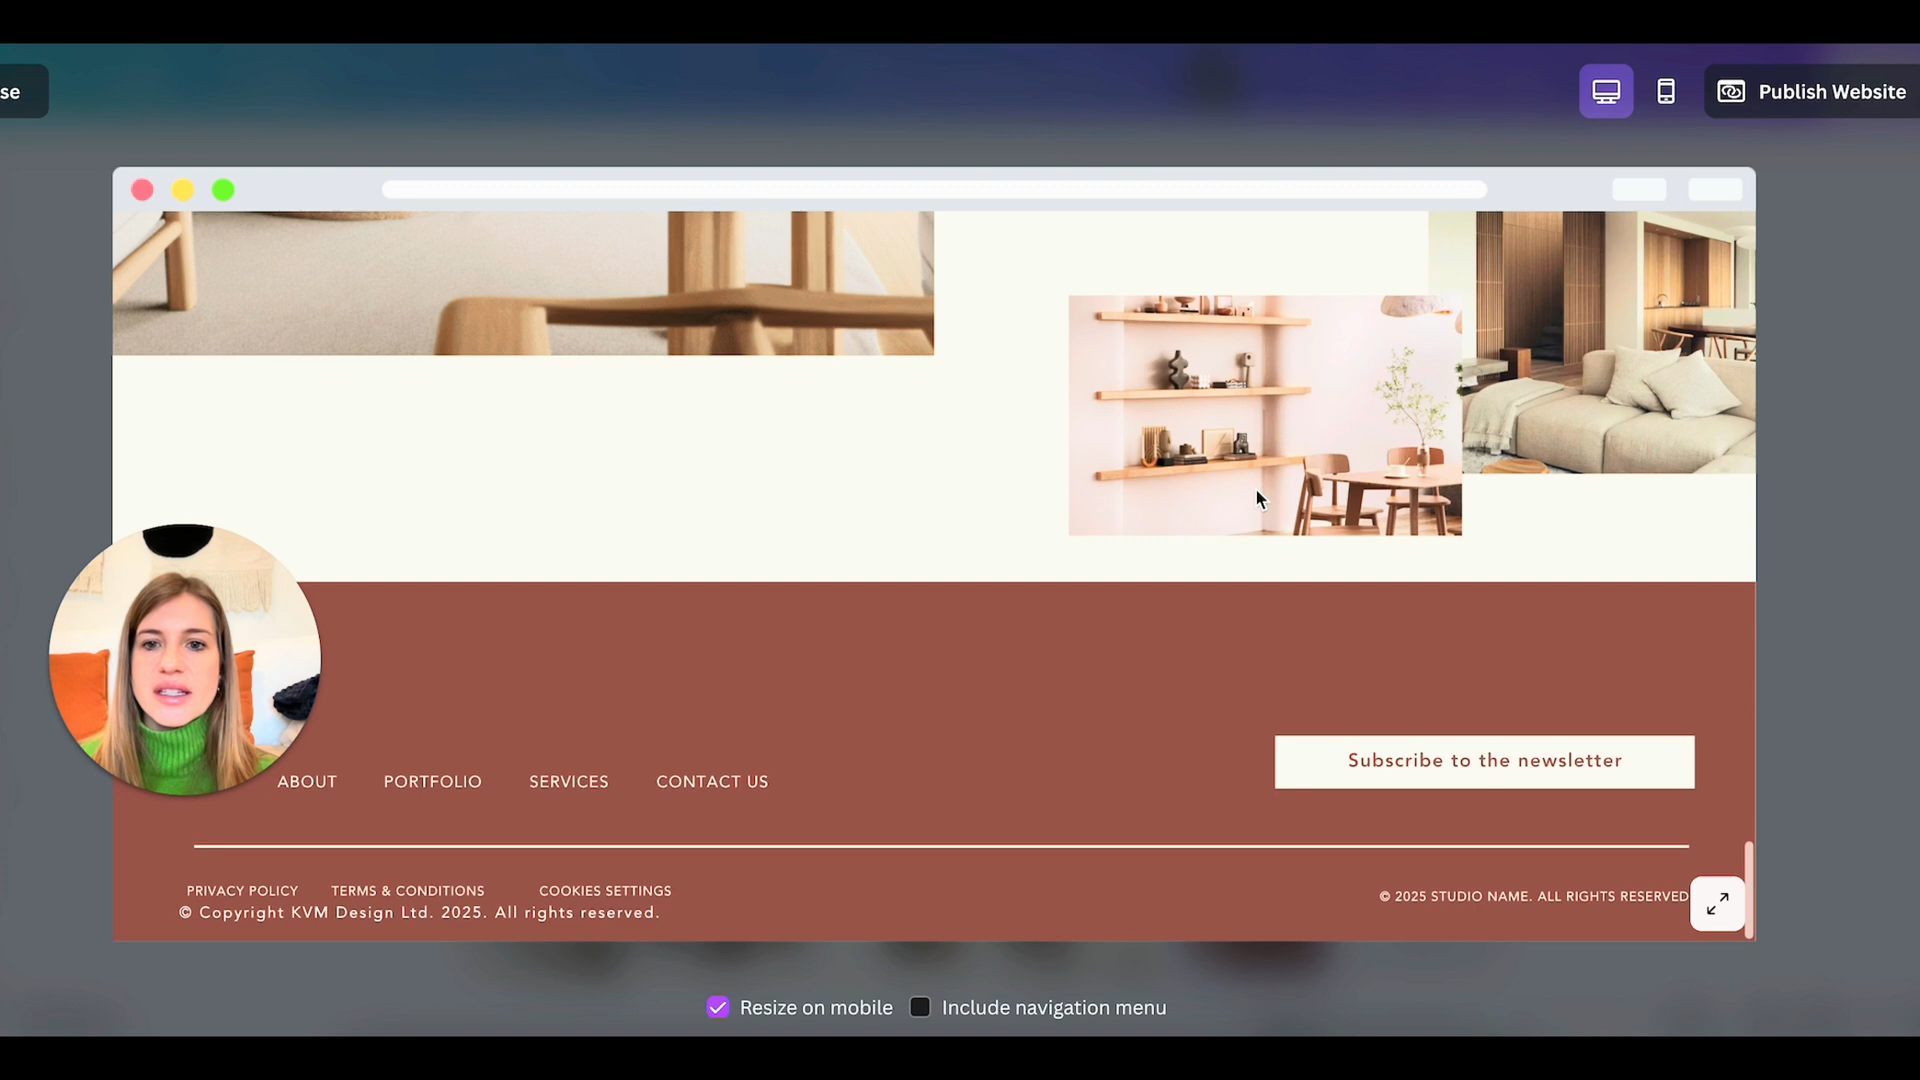 se
Publish Website
ABOUT PORTFOLIO SERVICES CONTACT US
Subscribe to the newsletter
PRIVACY POLICY TERMS & CONDITIONS COOKIES SETTINGS
© 2025 STUDIO NAME. ALL RIGHTS RESERVED
© Copyright KVM Design Ltd. 2025. All rights reserved.
Resize on mobile Include navigation menu